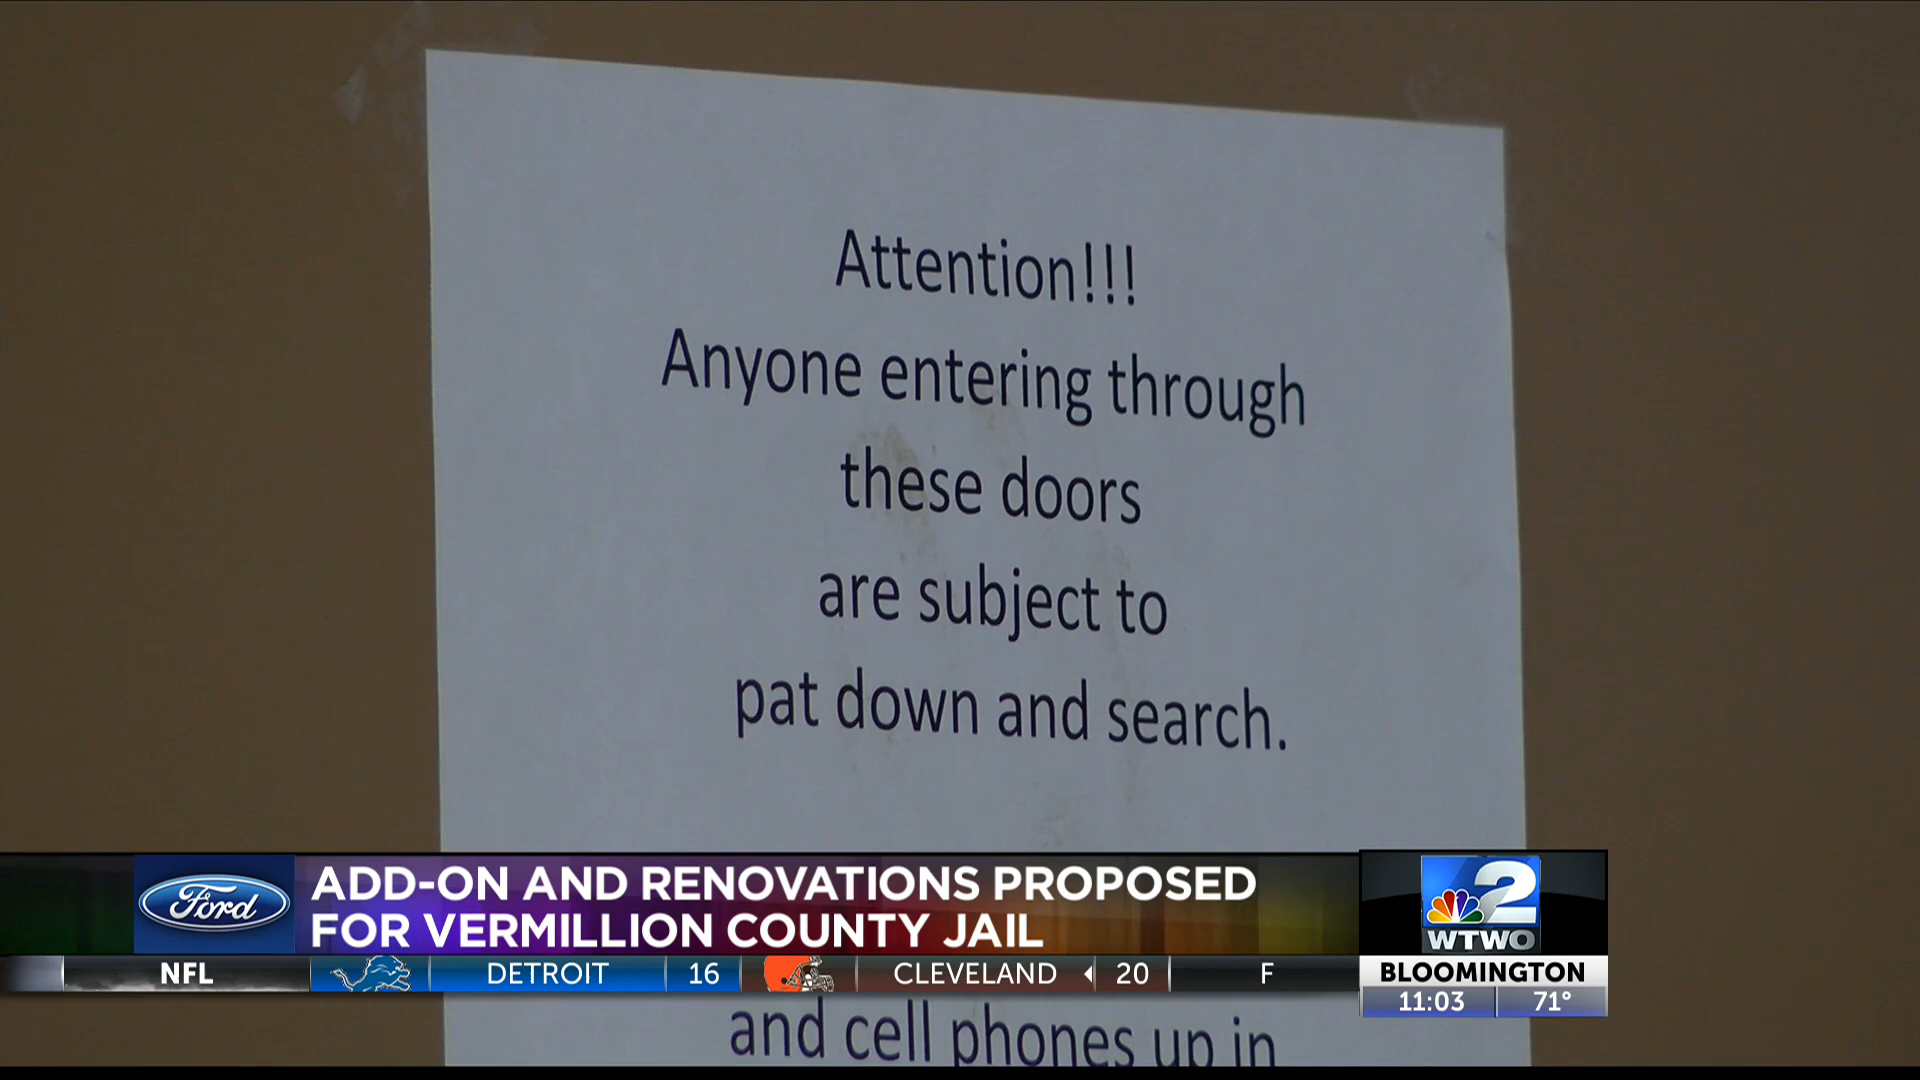 Attention!!!
Anyone entering through
these doors
are subject to
pat down and search.
Ford
ADD-ON AND RENOVATIONS PROPOSED
FOR VERMILLION COUNTY JAIL
2
WTWO
NFL DETROIT 16 CLEVELAND 20 F
BLOOMINGTON
11:03 71°
and cell phones up in